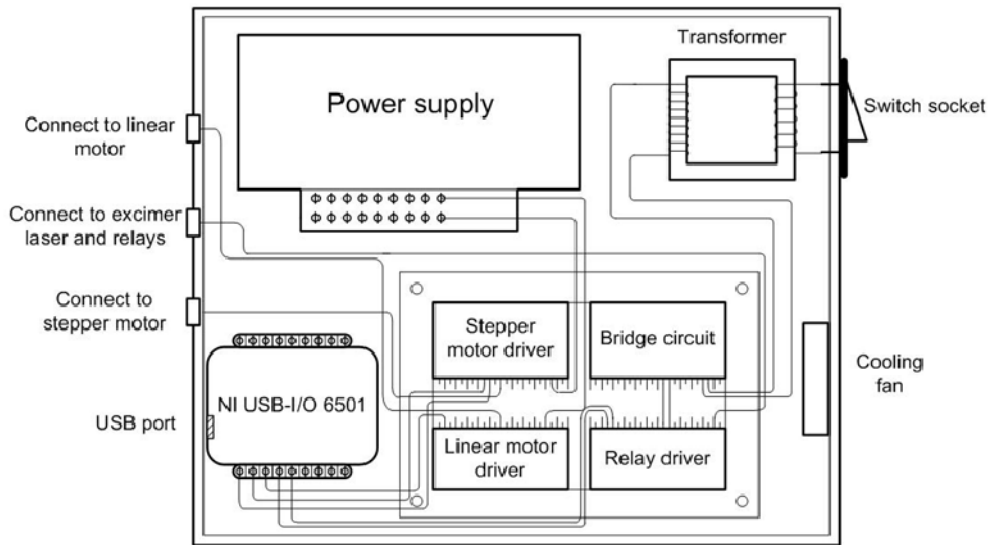 Transformer
Power supply
Switch socket
Connect to linear
motor
Connect to excimer
laser and relays
Connect to
stepper motor
Stepper
motor driver
Bridge circuit
Cooling
fan
NI USB-I/O 6501
USB port
Linear motor
driver
Relay driver